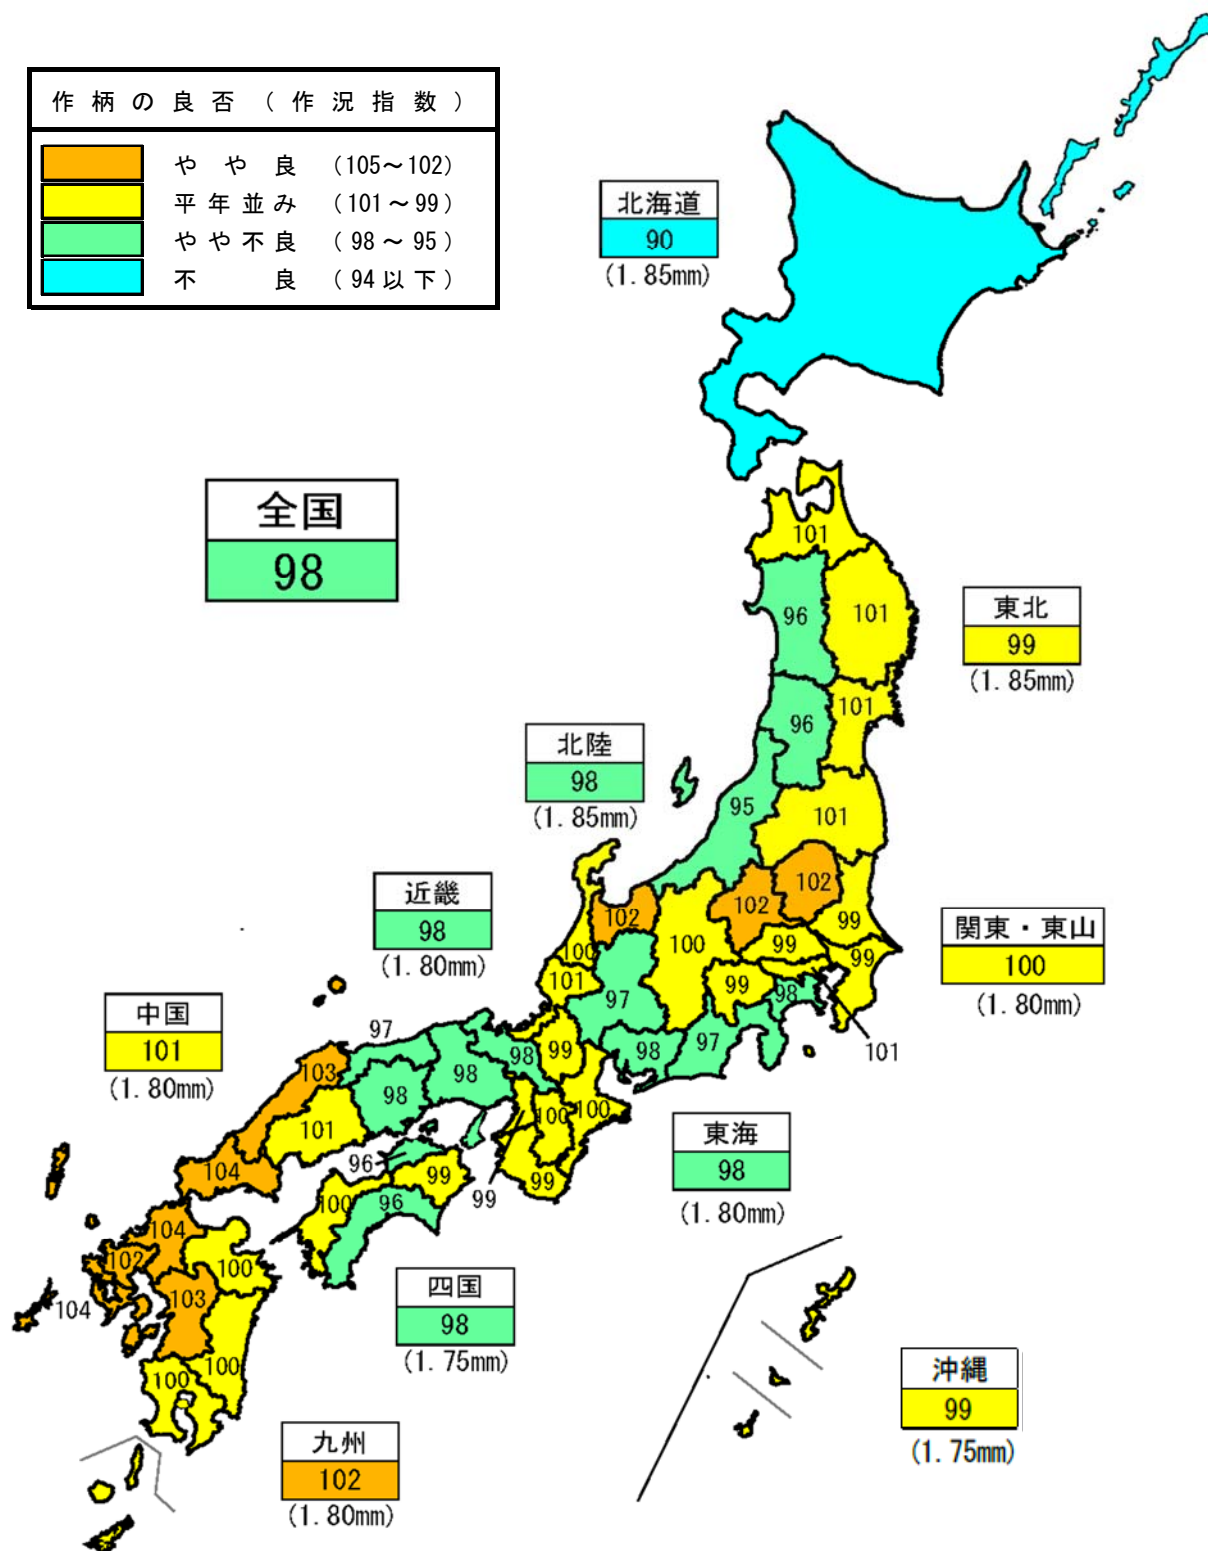 作柄の良否(作況指数)
やや良 (105~102)
平年並み (101~99)
やや不良 (98~95)
不良 (94以下)
北海道
90
(1.85mm)
全国
98
101
96
101
東北
99
(1.85mm)
101
96
北陸
98
(1.85mm)
95
101
102
102
102
99
近畿
98
(1.80mm)
関東・東山
100
(1.80mm)
100
100
99
99
101
99
97
98
中国
101
(1.80mm)
97
101
99
98
97
98
98
103
98
101
100
100
東海
98
(1.80mm)
96
104
99
99
99
100
96
104
102
100
103
104
四国
98
(1.75mm)
100
100
沖縄
99
(1.75mm)
九州
102
(1.80mm)